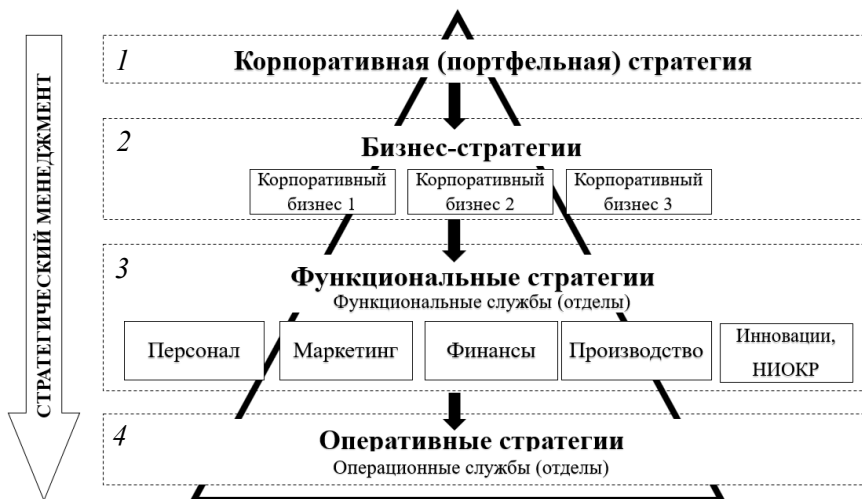 СТРАТЕГИЧЕСКИЙ МЕНЕДЖМЕНТ
1
Корпоративная (портфельная) стратегия
2
Бизнес-стратегии
Корпоративный
бизнес 1
Корпоративный
бизнес 2
Корпоративный
бизнес 3
3
Функциональные стратегии
Функциональные службы (отделы)
Персонал
Маркетинг
Финансы
Производство
Инновации,
НИОКР
4
Оперативные стратегии
Операционные службы (отделы)